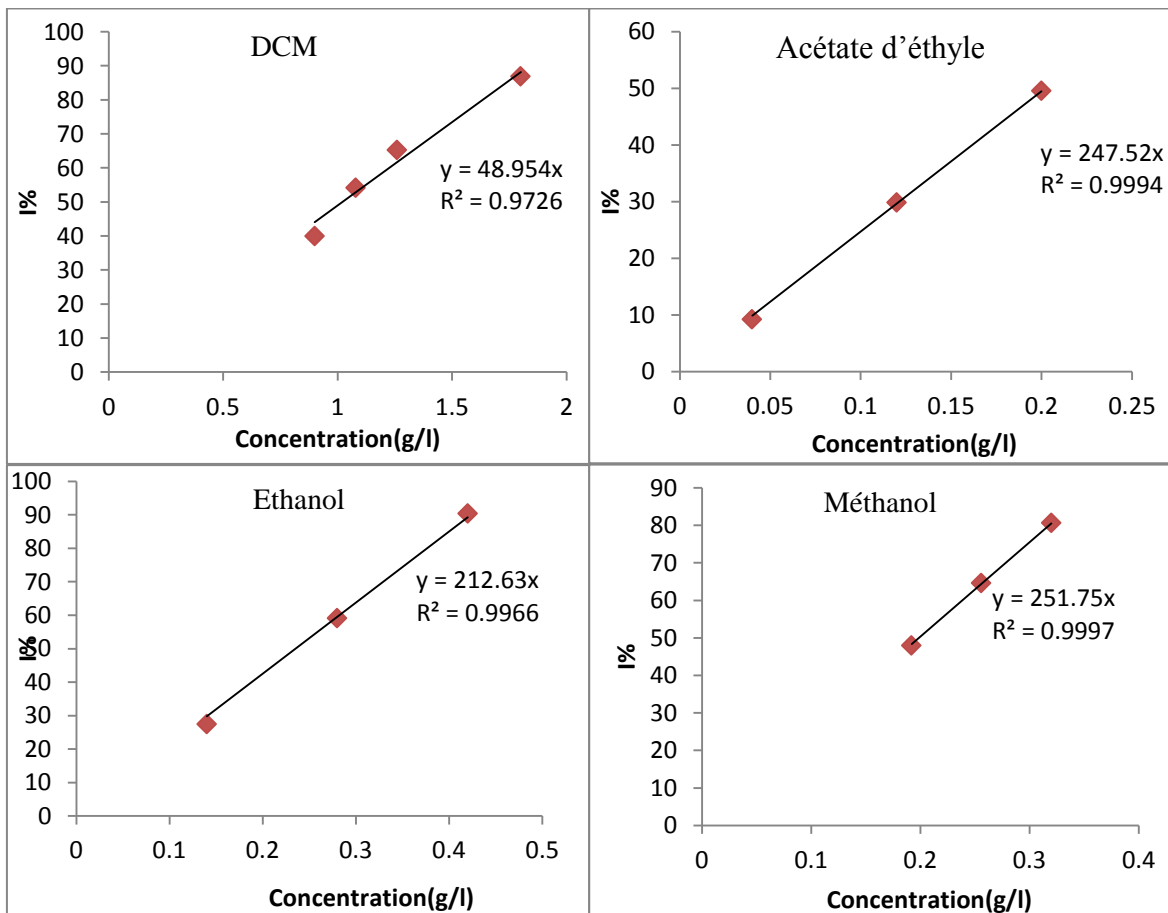 DCM
100
90
80
70
60
50
40
30
20
10
0
I%
y = 48.954x
R² = 0.9726
0 0.5 1 1.5 2
Concentration(g/l)
Acétate d’éthyle
60
50
40
30
20
10
0
I%
y = 247.52x
R² = 0.9994
0 0.05 0.1 0.15 0.2 0.25
Concentration(g/l)
Ethanol
100
90
80
70
60
50
40
30
20
10
0
I%
y = 212.63x
R² = 0.9966
0 0.1 0.2 0.3 0.4 0.5
Concentration(g/l)
Méthanol
90
80
70
60
50
40
30
20
10
0
I%
y = 251.75x
R² = 0.9997
0 0.1 0.2 0.3 0.4
Concentration(g/l)